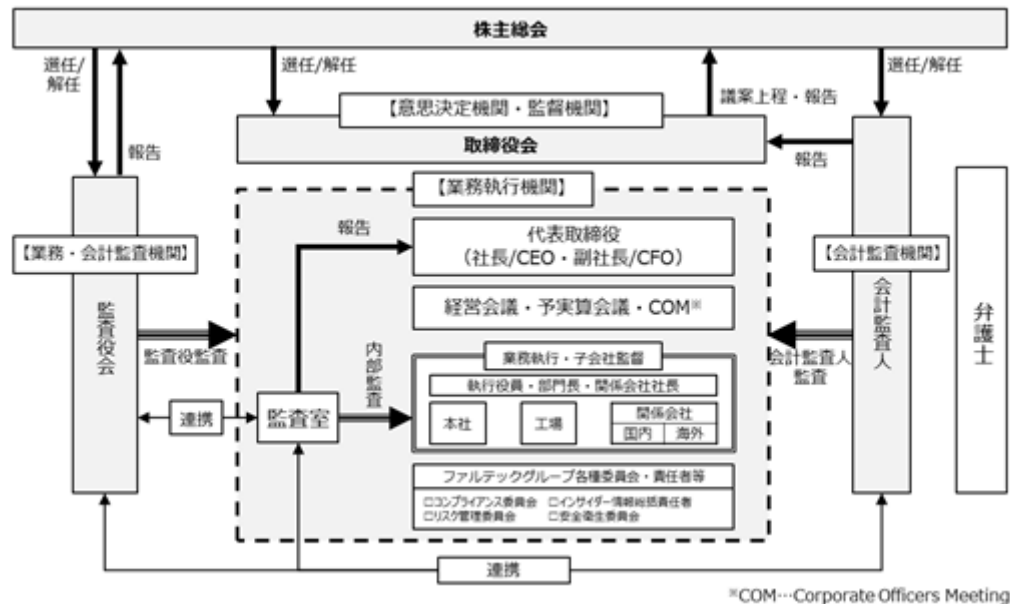 株主総会
選任/
解任
報告
選任/解任
議案上程・報告
選任/解任
【意思決定機関・監督機関】
取締役会
報告
【業務執行機関】
報告
代表取締役
（社長/CEO・副社長/CFO）
【業務・会計監査機関】
監査役会
【会計監査機関】
会計監査人
弁護士
経営会議・予実算会議・COM※
監査役監査
会計監査人
監査
内部監査
業務執行・子会社監督
執行役員・部門長・関係会社社長
本社
工場
関係会社
国内
海外
連携
監査室
ファルテックグループ各種委員会・責任者等
□コンプライアンス委員会 □インサイダー情報総括責任者
□リスク管理委員会 □安全衛生委員会
連携
※COM…Corporate Officers Meeting